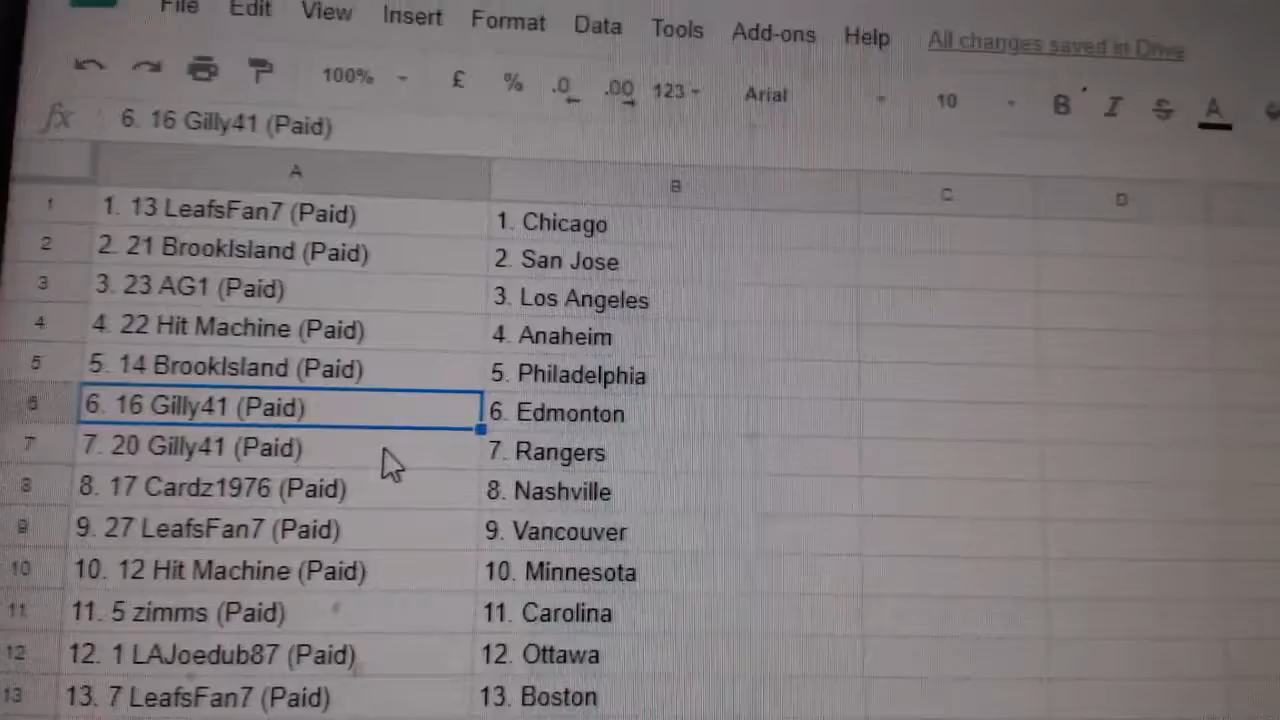 File Edit View Insert Format Data Tools Add-ons Help All changes saved in Drive
100% £ % .0 .00 123 Arial 10 B I S A
fx 6. 16 Gilly41 (Paid)
A B C D
1 1. 13 LeafsFan7 (Paid) 1. Chicago
2 2. 21 BrookIsland (Paid) 2. San Jose
3 3. 23 AG1 (Paid) 3. Los Angeles
4 4. 22 Hit Machine (Paid) 4. Anaheim
5 5. 14 BrookIsland (Paid) 5. Philadelphia
6 6. 16 Gilly41 (Paid) 6. Edmonton
7 7. 20 Gilly41 (Paid) 7. Rangers
8 8. 17 Cardz1976 (Paid) 8. Nashville
9 9. 27 LeafsFan7 (Paid) 9. Vancouver
10 10. 12 Hit Machine (Paid) 10. Minnesota
11 11. 5 zimms (Paid) 11. Carolina
12 12. 1 LAJoedub87 (Paid) 12. Ottawa
13 13. 7 LeafsFan7 (Paid) 13. Boston